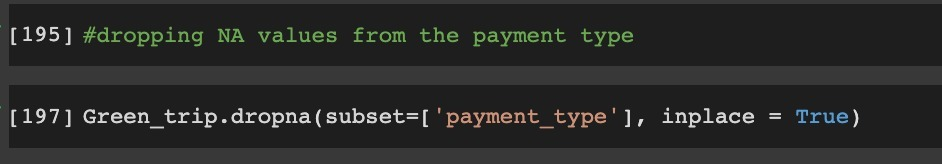 [195] #dropping NA values from the payment type
[197] Green_trip.dropna(subset=['payment_type'], inplace = True)